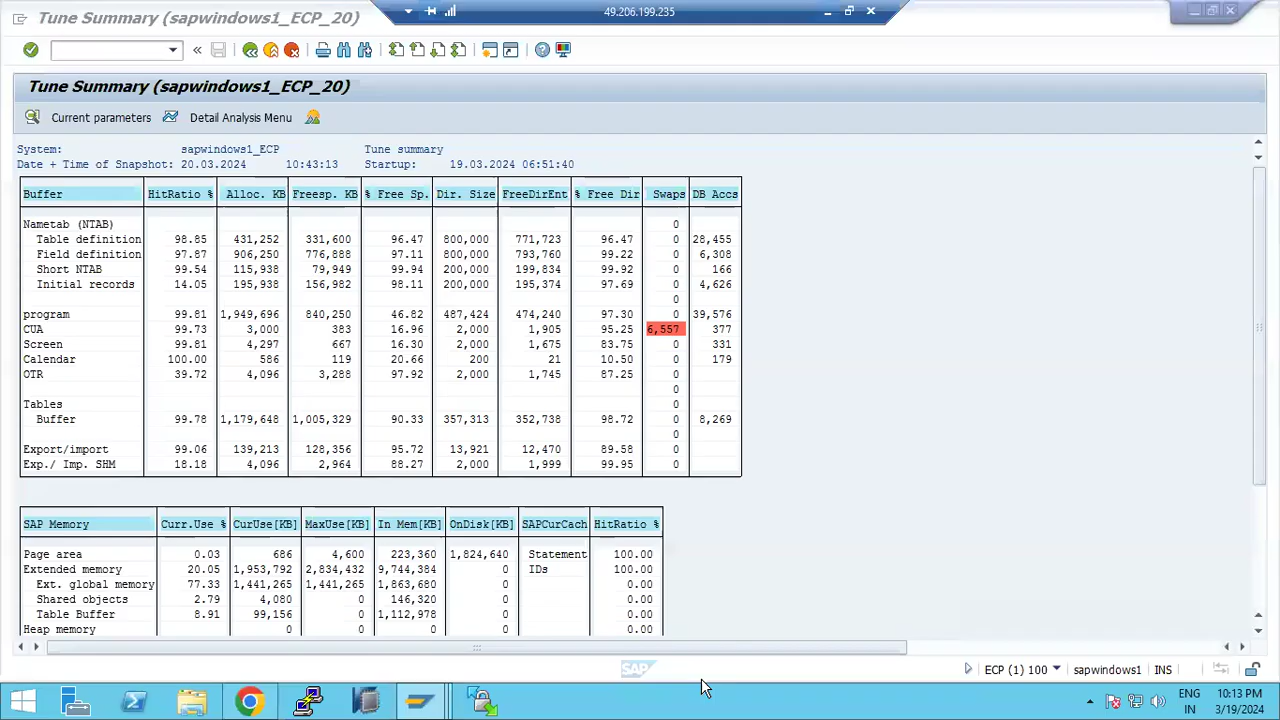 Tune Summary (sapwindows1_ECP_20)
49.206.199.235
Tune Summary (sapwindows1_ECP_20)
Current parameters Detail Analysis Menu
System: sapwindows1_ECP Tune summary
Date + Time of Snapshot: 20.03.2024 10:43:13 Startup: 19.03.2024 06:51:40
Buffer HitRatio % Alloc. KB Freesp. KB % Free Sp. Dir. Size FreeDirEnt % Free Dir Swaps DB Accs
Nametab (NTAB) 0
Table definition 98.85 431,252 331,600 96.47 800,000 771,723 96.47 0 28,455
Field definition 97.87 906,250 776,888 97.11 800,000 793,760 99.22 0 6,308
Short NTAB 99.54 115,938 79,949 99.94 200,000 199,834 99.92 0 166
Initial records 14.05 195,938 156,982 98.11 200,000 195,374 97.69 0 4,626
0
program 99.81 1,949,696 840,250 46.82 487,424 474,240 97.30 0 39,576
CUA 99.73 3,000 383 16.96 2,000 1,905 95.25 6,557 377
Screen 99.81 4,297 667 16.30 2,000 1,675 83.75 0 331
Calendar 100.00 586 119 20.66 200 21 10.50 0 179
OTR 39.72 4,096 3,288 97.92 2,000 1,745 87.25 0
0
Tables 0
Buffer 99.78 1,179,648 1,005,329 90.33 357,313 352,738 98.72 0 8,269
0
Export/import 99.06 139,213 128,356 95.72 13,921 12,470 89.58 0
Exp./ Imp. SHM 18.18 4,096 2,964 88.27 2,000 1,999 99.95 0
SAP Memory Curr.Use % CurUse[KB] MaxUse[KB] In Mem[KB] OnDisk[KB] SAPCurCach HitRatio %
Page area 0.03 686 4,600 223,360 1,824,640 Statement 100.00
Extended memory 20.05 1,953,792 2,834,432 9,744,384 0 IDs 100.00
Ext. global memory 77.33 1,441,265 1,441,265 1,863,680 0 0.00
Shared objects 2.79 4,080 0 146,320 0 0.00
Table Buffer 8.91 99,156 0 1,112,978 0 0.00
Heap memory 0 0 0 0 0.00
SAP
ECP (1) 100 sapwindows1 INS
ENG 10:13 PM
IN 3/19/2024